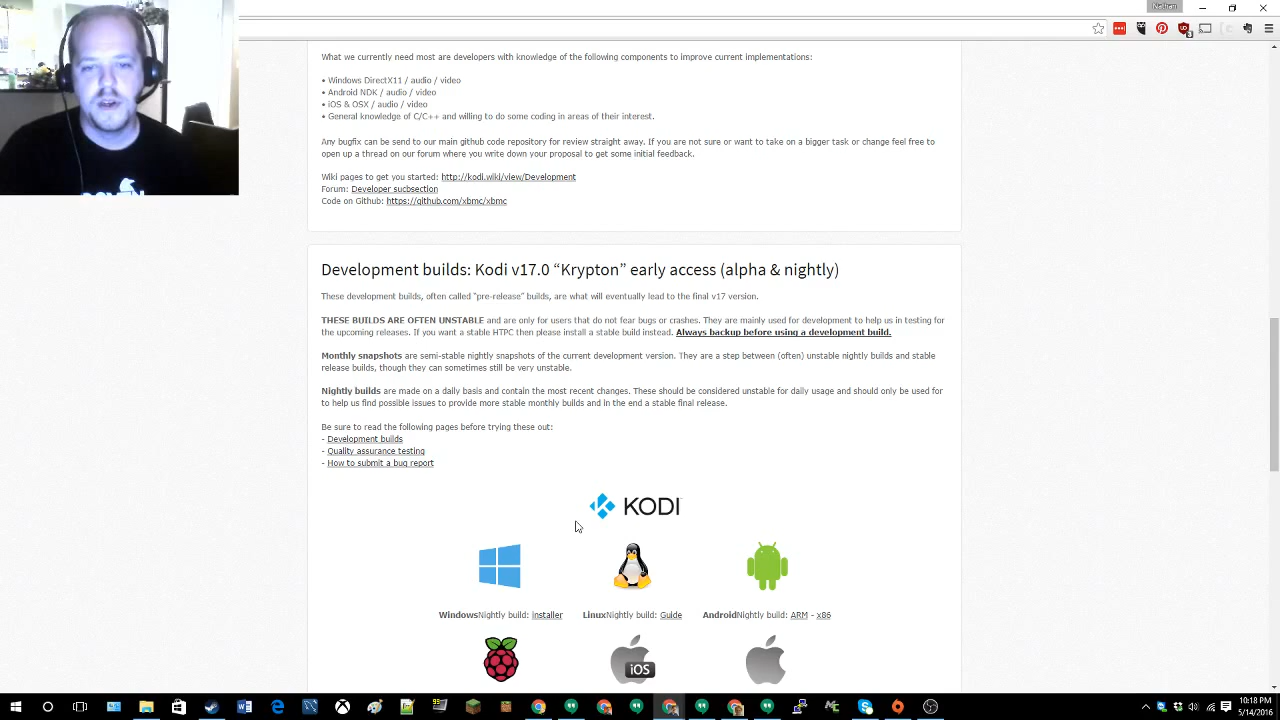 Nathan
What we currently need most are developers with knowledge of the following components to improve current implementations:
• Windows DirectX11 / audio / video
• Android NDK / audio / video
• iOS & OSX / audio / video
• General knowledge of C/C++ and willing to do some coding in areas of their interest.
Any bugfix can be send to our main github code repository for review straight away. If you are not sure or want to take on a bigger task or change feel free to
open up a thread on our forum where you write down your proposal to get some initial feedback.
Wiki pages to get you started: http://kodi.wiki/view/Development
Forum: Developer sucbsection
Code on Github: https://github.com/xbmc/xbmc
Development builds: Kodi v17.0 “Krypton” early access (alpha & nightly)
These development builds, often called “pre-release” builds, are what will eventually lead to the final v17 version.
THESE BUILDS ARE OFTEN UNSTABLE and are only for users that do not fear bugs or crashes. They are mainly used for development to help us in testing for
the upcoming releases. If you want a stable HTPC then please install a stable build instead. Always backup before using a development build.
Monthly snapshots are semi-stable nightly snapshots of the current development version. They are a step between (often) unstable nightly builds and stable
release builds, though they can sometimes still be very unstable.
Nightly builds are made on a daily basis and contain the most recent changes. These should be considered unstable for daily usage and should only be used for
to help us find possible issues to provide more stable monthly builds and in the end a stable final release.
Be sure to read the following pages before trying these out:
- Development builds
- Quality assurance testing
- How to submit a bug report
KODI
WindowsNightly build: installer LinuxNightly build: Guide AndroidNightly build: ARM - x86
iOS
10:18 PM
5/14/2016